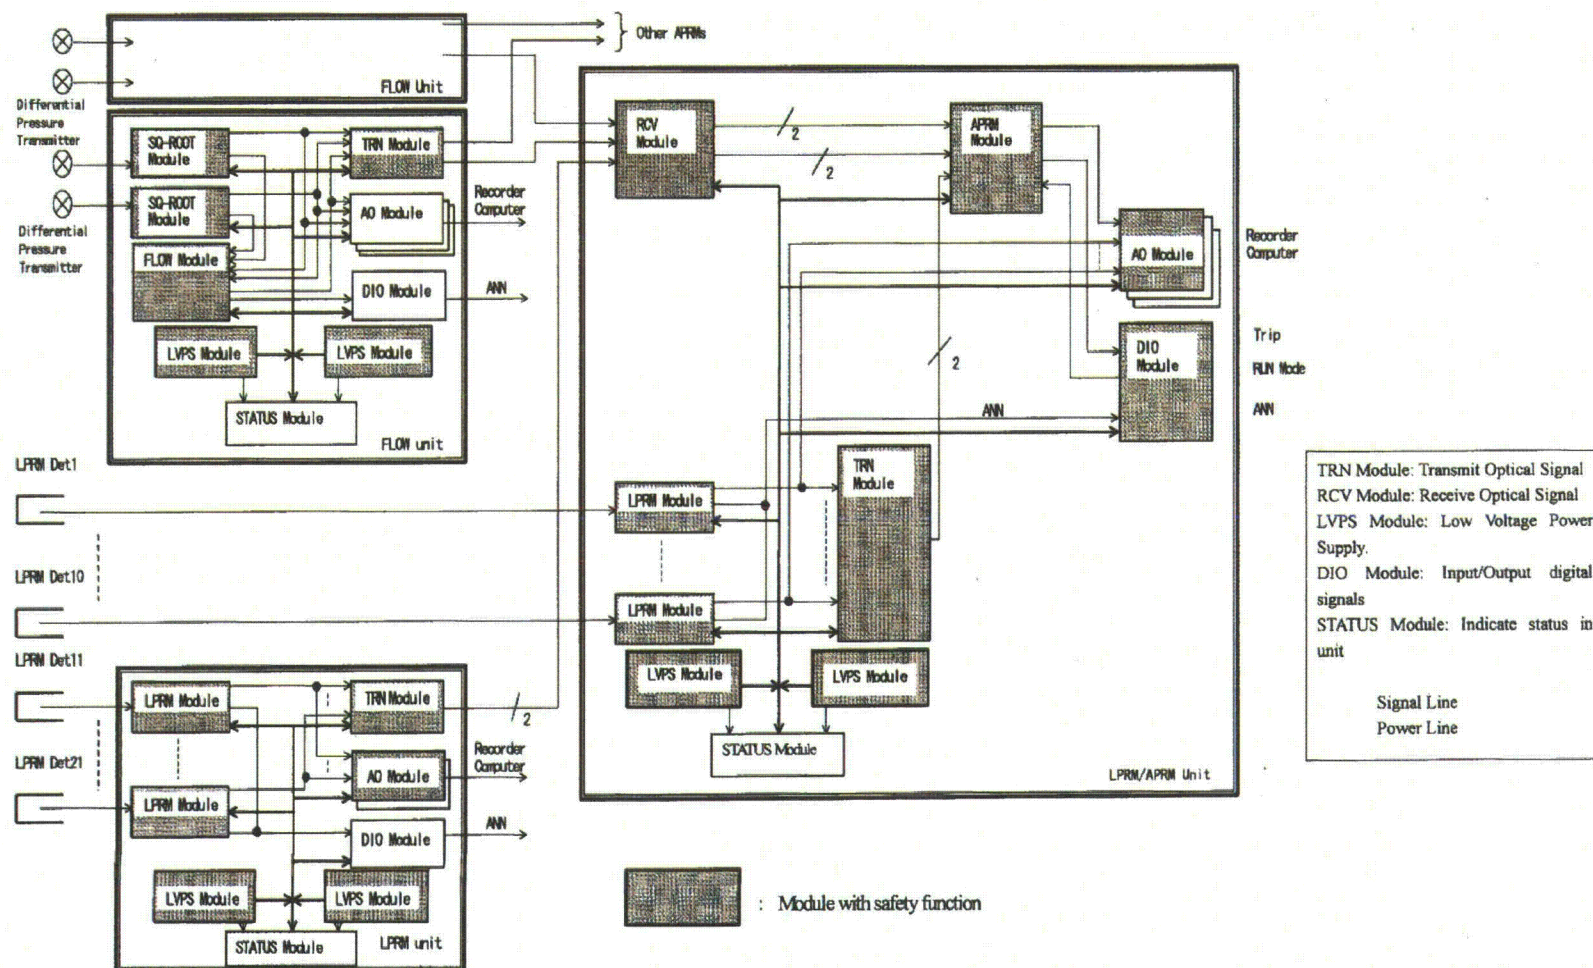 Other APRMs
FLOW Unit
Differential
Pressure
Transmitter
SQ-ROOT
Module
TRN Module
SQ-ROOT
Module
AO Module
Recorder
Computer
Differential
Pressure
Transmitter
FLOW Module
DIO Module
ANN
LVPS Module
LVPS Module
STATUS Module
FLOW unit
RCV
Module
2
2
APRM
Module
AO Module
Recorder
Computer
2
DIO
Module
Trip
RUN Mode
ANN
ANN
LPRM Det1
LPRM Module
TRN
Module
LPRM Det10
LPRM Module
LPRM Det11
LVPS Module
LVPS Module
STATUS Module
LPRM/APRM Unit
LPRM Module
TRN Module
2
LPRM Det21
AO Module
Recorder
Computer
LPRM Module
DIO Module
ANN
LVPS Module
LVPS Module
STATUS Module
LPRM unit
: Module with safety function
TRN Module: Transmit Optical Signal
RCV Module: Receive Optical Signal
LVPS Module: Low Voltage Power
Supply.
DIO Module: Input/Output digital
signals
STATUS Module: Indicate status in
unit
Signal Line
Power Line